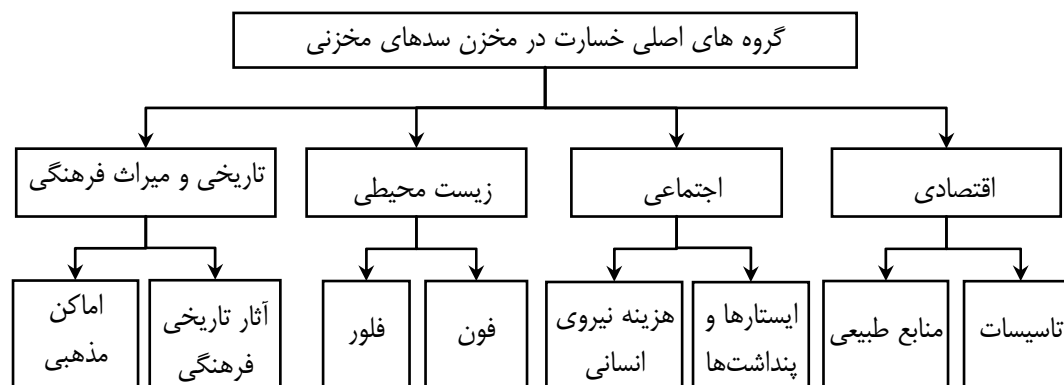 گروه های اصلی خسارت در مخزن سدهای مخزنی
اقتصادی
اجتماعی
زیست محیطی
تاریخی و میراث فرهنگی
تاسیسات
منابع طبیعی
ایستارها و
پنداشت‌ها
هزینه نیروی
انسانی
فون
فلور
آثار تاریخی
فرهنگی
اماکن
مذهبی